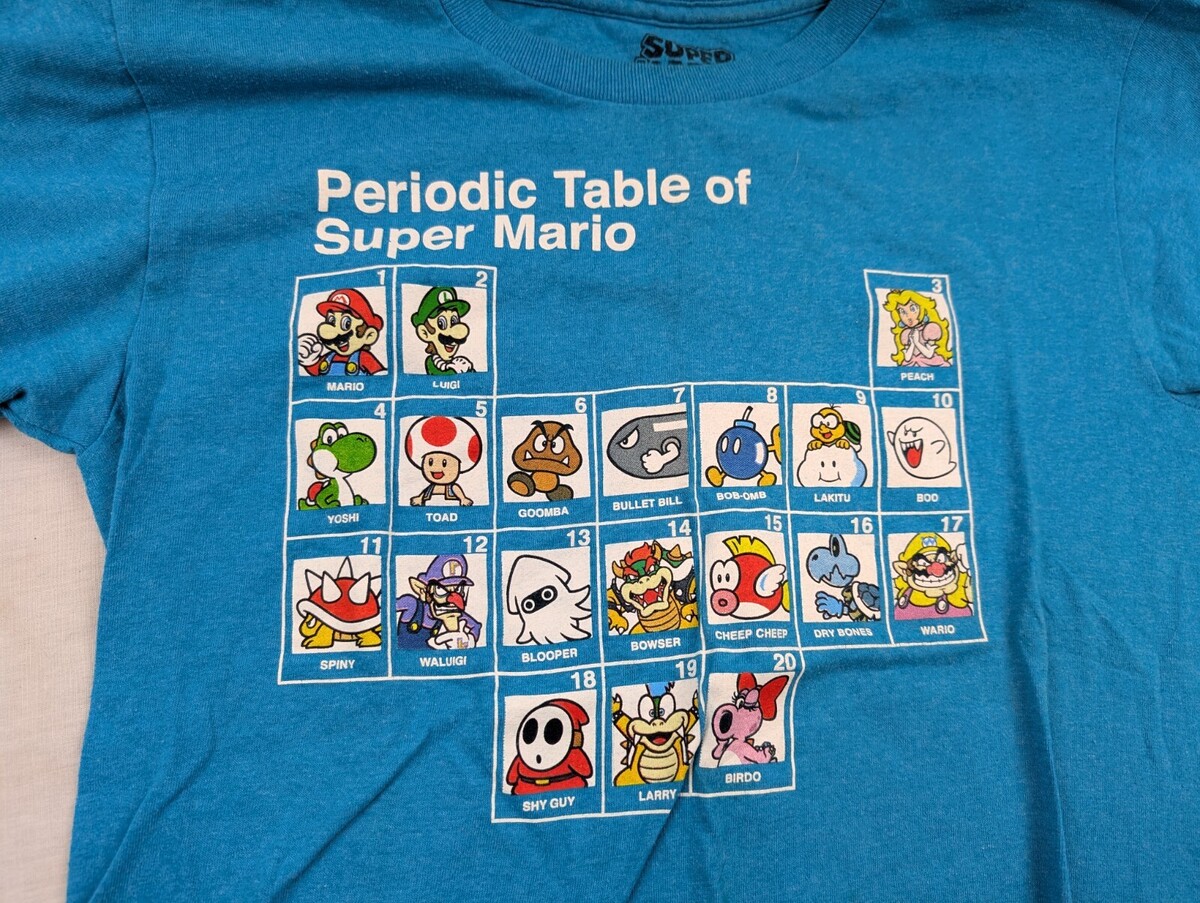 SUPER
Periodic Table of
Super Mario
1 2 3
MARIO LUIGI PEACH
4 5 6 7 8 9 10
YOSHI TOAD GOOMBA BULLET BILL BOB-OMB LAKITU BOO
11 12 13 14 15 16 17
SPINY WALUIGI BLOOPER BOWSER CHEEP CHEEP DRY BONES WARIO
18 19 20
SHY GUY LARRY BIRDO